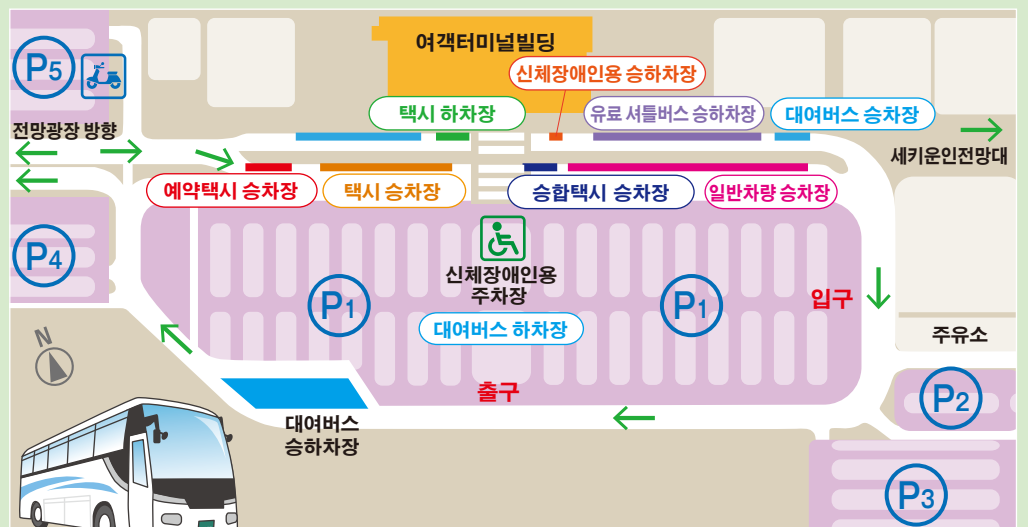 여객터미널빌딩
P5
신체장애인용 승하차장
택시 하차장
유료 셔틀버스 승하차장
대여버스 승차장
전망광장 방향
세키운인전망대
예약택시 승차장
택시 승차장
승합택시 승차장
일반차량 승차장
P4
신체장애인용
주차장
P1
P1
입구
대여버스 하차장
주유소
N
출구
P2
대여버스
승하차장
P3